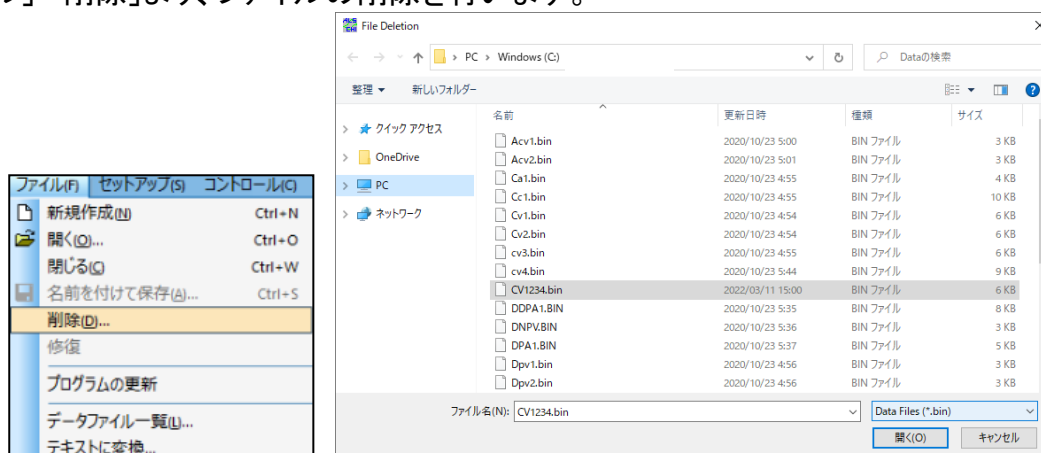 」「削除」より、ファイルの削除を行います。
ファイル(F) セットアップ(S) コントロール(C)
新規作成(N) Ctrl+N
開く(O)... Ctrl+O
閉じる(C) Ctrl+W
名前を付けて保存(A)... Ctrl+S
削除(D)...
修復
プログラムの更新
データファイル一覧(L)...
テキストに変換...
File Deletion
PC > Windows (C:) Dataの検索
整理 新しいフォルダー
クイック アクセス
OneDrive
PC
ネットワーク
名前 更新日時 種類 サイズ
Acv1.bin 2020/10/23 5:00 BIN ファイル 3 KB
Acv2.bin 2020/10/23 5:01 BIN ファイル 3 KB
Ca1.bin 2020/10/23 4:55 BIN ファイル 4 KB
Cc1.bin 2020/10/23 4:55 BIN ファイル 10 KB
Cv1.bin 2020/10/23 4:54 BIN ファイル 6 KB
Cv2.bin 2020/10/23 4:54 BIN ファイル 6 KB
cv3.bin 2020/10/23 4:55 BIN ファイル 6 KB
cv4.bin 2020/10/23 5:44 BIN ファイル 9 KB
CV1234.bin 2022/03/11 15:00 BIN ファイル 6 KB
DDPA1.BIN 2020/10/23 5:35 BIN ファイル 8 KB
DNPV.BIN 2020/10/23 5:36 BIN ファイル 3 KB
DPA1.BIN 2020/10/23 5:37 BIN ファイル 5 KB
Dpv1.bin 2020/10/23 4:56 BIN ファイル 3 KB
Dpv2.bin 2020/10/23 4:56 BIN ファイル 3 KB
ファイル名(N): CV1234.bin Data Files (*.bin)
開く(O) キャンセル